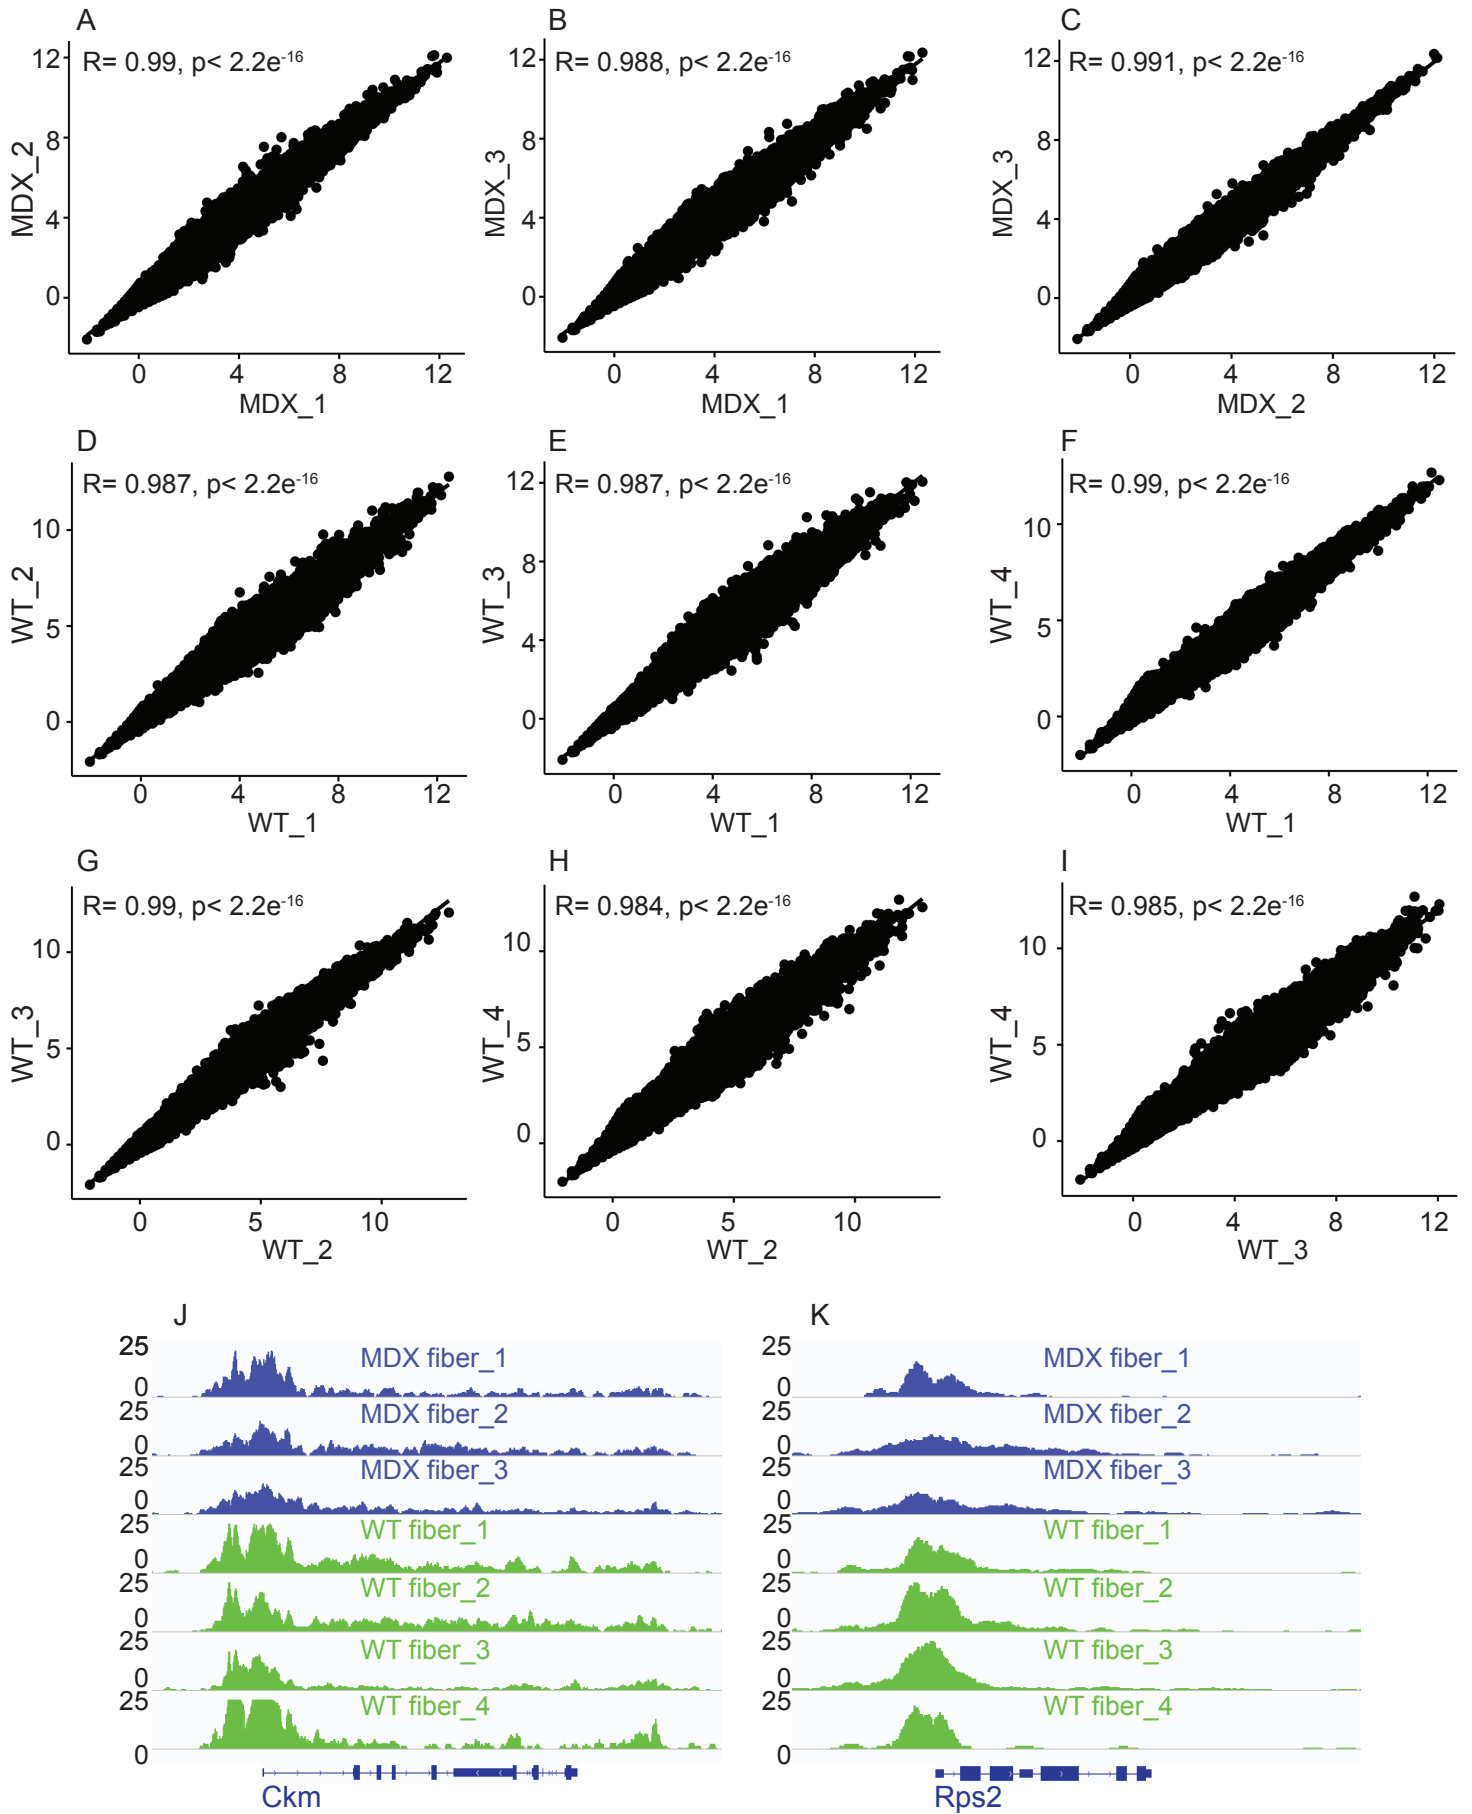 A
R= 0.99, p< 2.2e-16
12
8
4
0
MDX_2
0 4 8 12
MDX_1
B
R= 0.988, p< 2.2e-16
12
8
4
0
MDX_3
0 4 8 12
MDX_1
C
R= 0.991, p< 2.2e-16
12
8
4
0
MDX_3
0 4 8 12
MDX_2
D
R= 0.987, p< 2.2e-16
10
5
0
WT_2
0 4 8 12
WT_1
E
R= 0.987, p< 2.2e-16
12
8
4
0
WT_3
0 4 8 12
WT_1
F
R= 0.99, p< 2.2e-16
10
5
0
WT_4
0 4 8 12
WT_1
G
R= 0.99, p< 2.2e-16
10
5
0
WT_3
0 5 10
WT_2
H
R= 0.984, p< 2.2e-16
10
5
0
WT_4
0 5 10
WT_2
I
R= 0.985, p< 2.2e-16
10
5
0
WT_4
0 4 8 12
WT_3
J
25
MDX fiber_1
0
25
MDX fiber_2
0
25
MDX fiber_3
0
25
WT fiber_1
0
25
WT fiber_2
0
25
WT fiber_3
0
25
WT fiber_4
0
Ckm
K
25
MDX fiber_1
0
25
MDX fiber_2
0
25
MDX fiber_3
0
25
WT fiber_1
0
25
WT fiber_2
0
25
WT fiber_3
0
25
WT fiber_4
0
Rps2